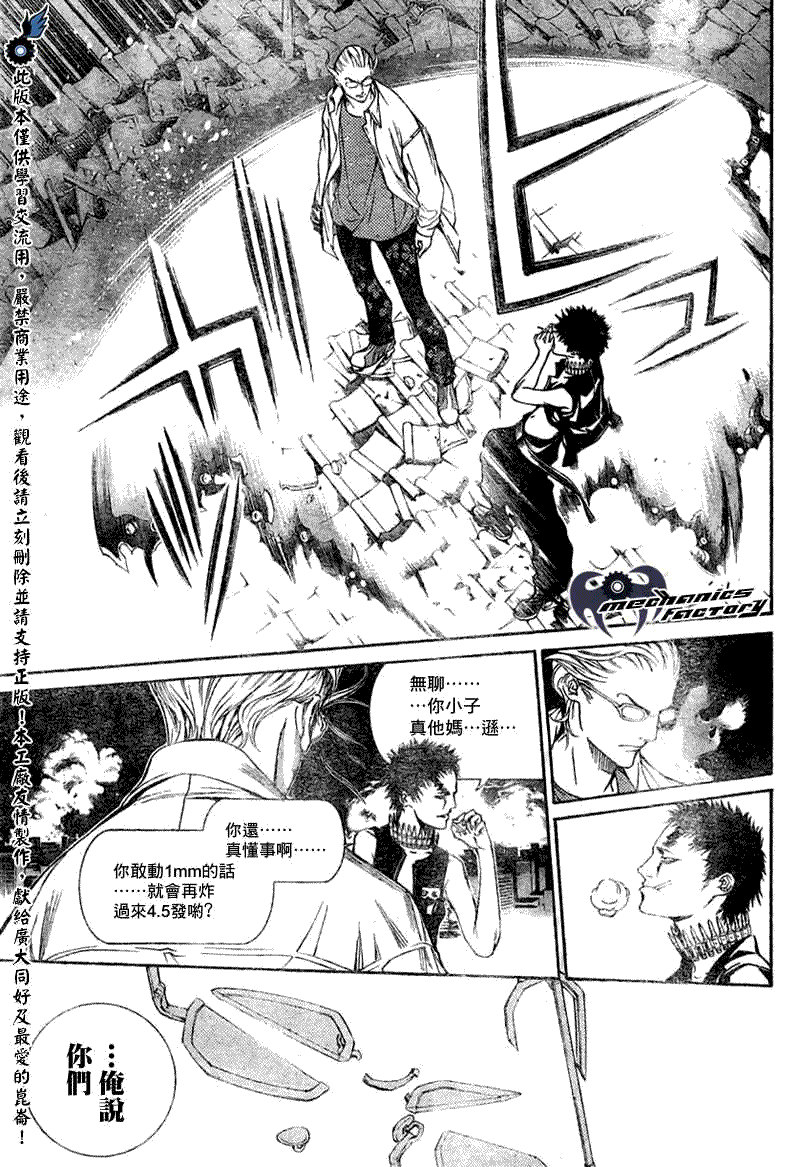 此版本僅供學習交流用，嚴禁商業用途，觀看後請立刻刪除並請支持正版！本工廠友情製作，獻給廣大同好及最愛的崑崙！
ガピ
mechanics
factory
無聊……
…你小子
真他媽…遜…
你還……
真懂事啊……
你敢動1mm的話
……就會再炸
過來4.5發喲?
…俺說
你們